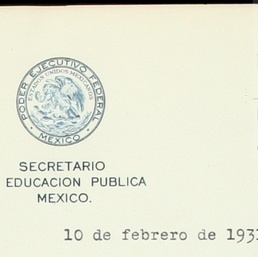 PODER EJECUTIVO FEDERAL
ESTADOS UNIDOS MEXICANOS
MEXICO
SECRETARIO
EDUCACION PUBLICA
MEXICO.
10 de febrero de 193